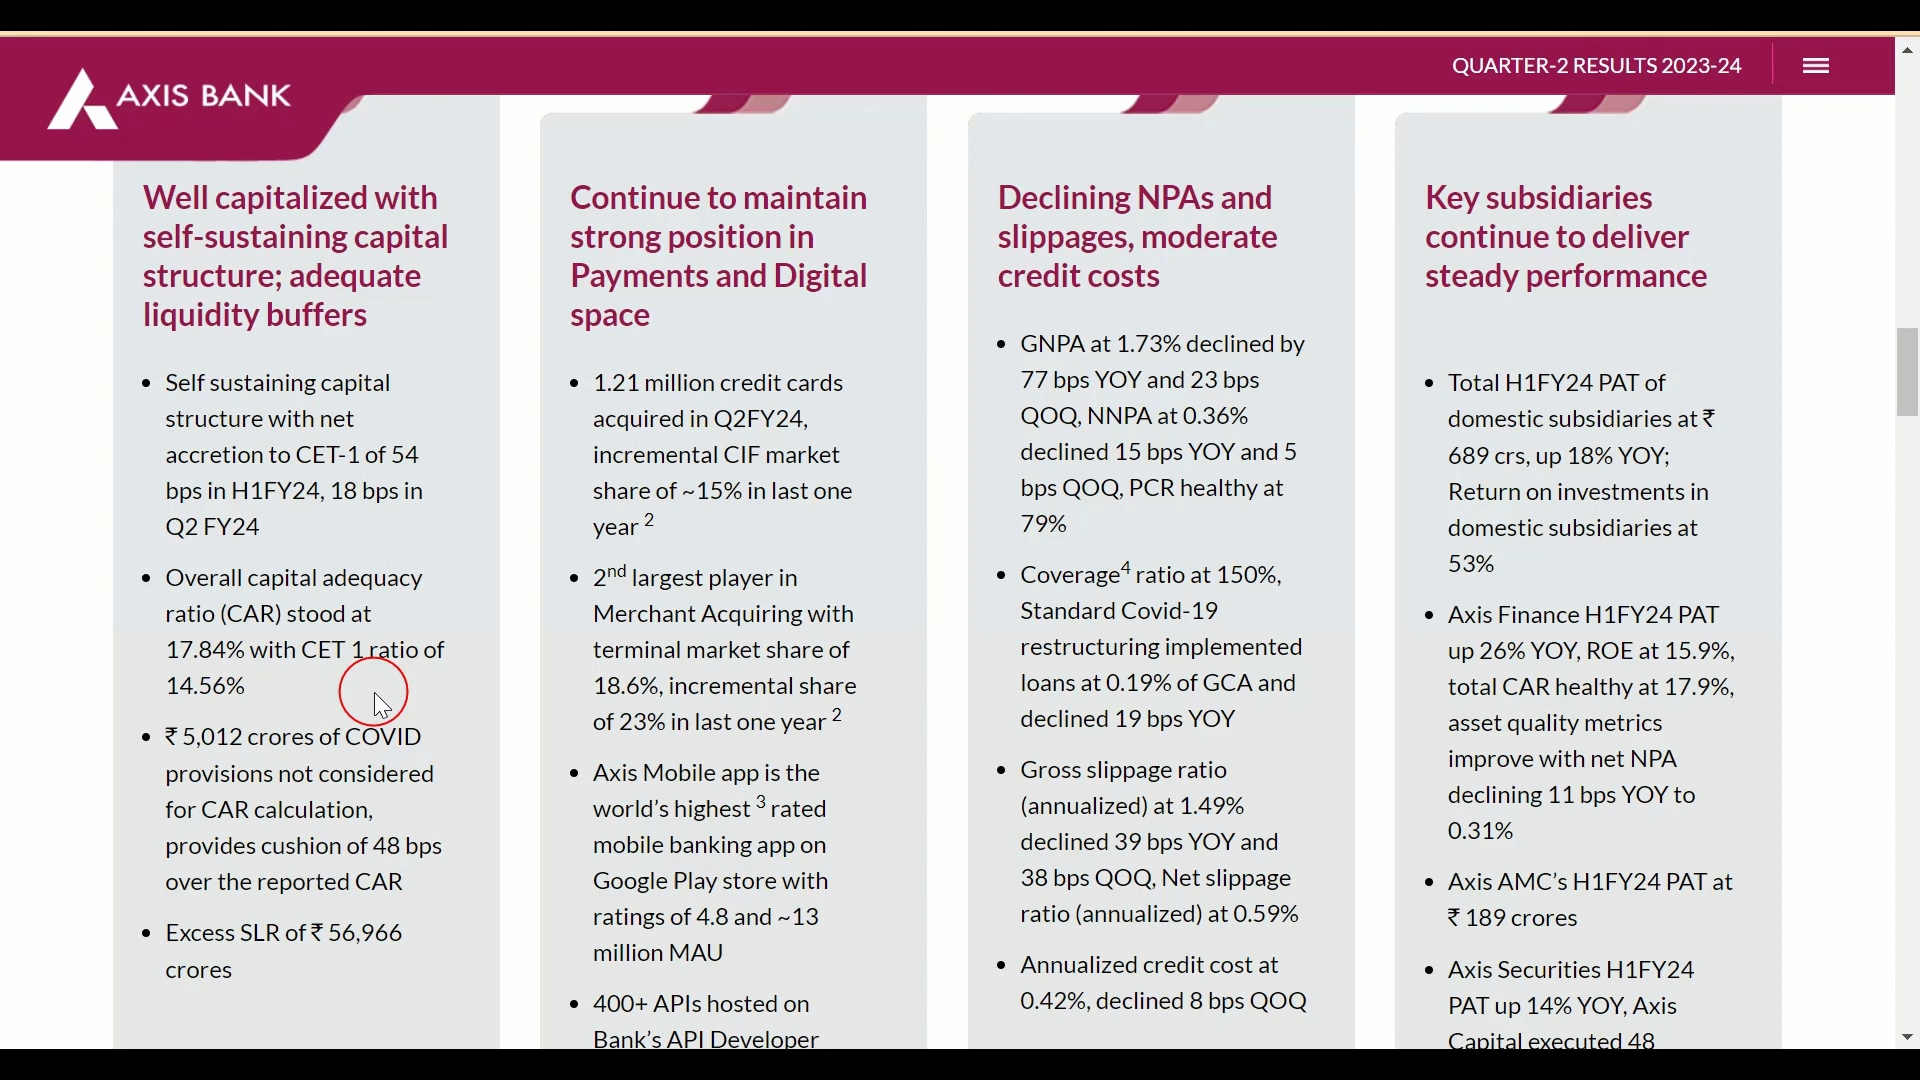 AXIS BANK
QUARTER-2 RESULTS 2023-24
Well capitalized with
self-sustaining capital
structure; adequate
liquidity buffers
• Self sustaining capital
structure with net
accretion to CET-1 of 54
bps in H1FY24, 18 bps in
Q2 FY24
• Overall capital adequacy
ratio (CAR) stood at
17.84% with CET 1 ratio of
14.56%
• ₹ 5,012 crores of COVID
provisions not considered
for CAR calculation,
provides cushion of 48 bps
over the reported CAR
• Excess SLR of ₹ 56,966
crores
Continue to maintain
strong position in
Payments and Digital
space
• 1.21 million credit cards
acquired in Q2FY24,
incremental CIF market
share of ~15% in last one
year 2
• 2nd largest player in
Merchant Acquiring with
terminal market share of
18.6%, incremental share
of 23% in last one year 2
• Axis Mobile app is the
world’s highest 3 rated
mobile banking app on
Google Play store with
ratings of 4.8 and ~13
million MAU
• 400+ APIs hosted on
Bank’s API Developer
Declining NPAs and
slippages, moderate
credit costs
• GNPA at 1.73% declined by
77 bps YOY and 23 bps
QOQ, NNPA at 0.36%
declined 15 bps YOY and 5
bps QOQ, PCR healthy at
79%
• Coverage4 ratio at 150%,
Standard Covid-19
restructuring implemented
loans at 0.19% of GCA and
declined 19 bps YOY
• Gross slippage ratio
(annualized) at 1.49%
declined 39 bps YOY and
38 bps QOQ, Net slippage
ratio (annualized) at 0.59%
• Annualized credit cost at
0.42%, declined 8 bps QOQ
Key subsidiaries
continue to deliver
steady performance
• Total H1FY24 PAT of
domestic subsidiaries at ₹
689 crs, up 18% YOY;
Return on investments in
domestic subsidiaries at
53%
• Axis Finance H1FY24 PAT
up 26% YOY, ROE at 15.9%,
total CAR healthy at 17.9%,
asset quality metrics
improve with net NPA
declining 11 bps YOY to
0.31%
• Axis AMC’s H1FY24 PAT at
₹ 189 crores
• Axis Securities H1FY24
PAT up 14% YOY, Axis
Capital executed 48